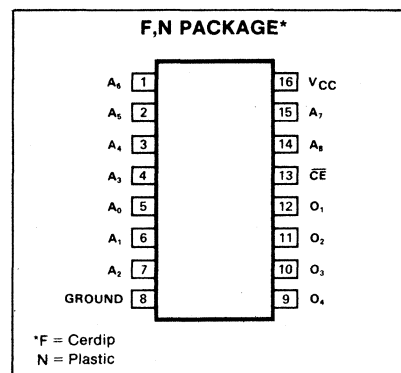 F,N PACKAGE*
A₆ 1 16 VCC
A₅ 2 15 A₇
A₄ 3 14 A₈
A₃ 4 13 C̅E̅
A₀ 5 12 O₁
A₁ 6 11 O₂
A₂ 7 10 O₃
GROUND 8 9 O₄
*F = Cerdip
N = Plastic